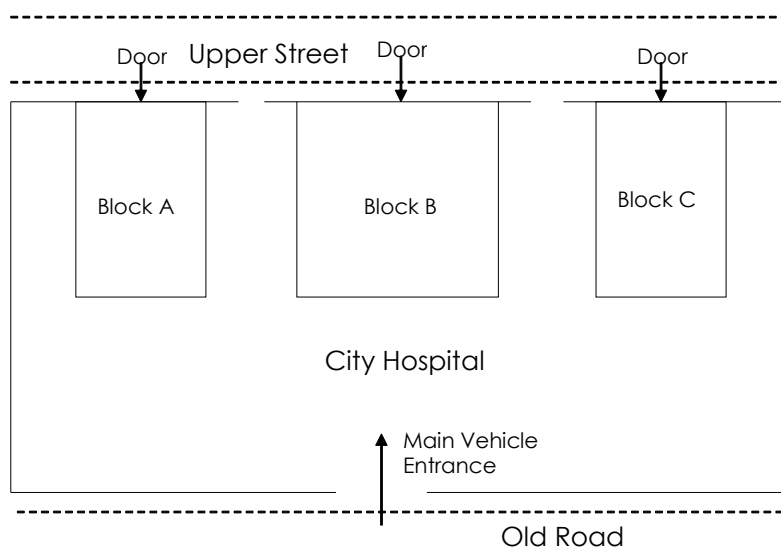 Door
Upper Street
Door
Door
Block A
Block B
Block C
City Hospital
Main Vehicle
Entrance
Old Road